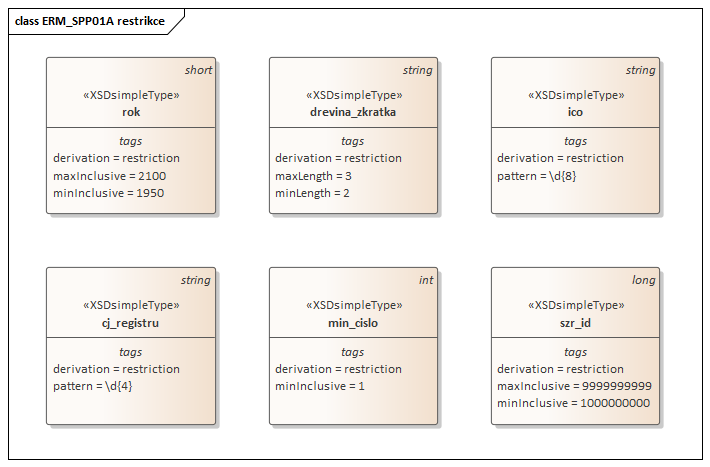 class ERM_SPP01A restrikce
short
«XSDsimpleType»
rok
tags
derivation = restriction
maxInclusive = 2100
minInclusive = 1950
string
«XSDsimpleType»
drevina_zkratka
tags
derivation = restriction
maxLength = 3
minLength = 2
string
«XSDsimpleType»
ico
tags
derivation = restriction
pattern = \d{8}
string
«XSDsimpleType»
cj_registru
tags
derivation = restriction
pattern = \d{4}
int
«XSDsimpleType»
min_cislo
tags
derivation = restriction
minInclusive = 1
long
«XSDsimpleType»
szr_id
tags
derivation = restriction
maxInclusive = 9999999999
minInclusive = 1000000000